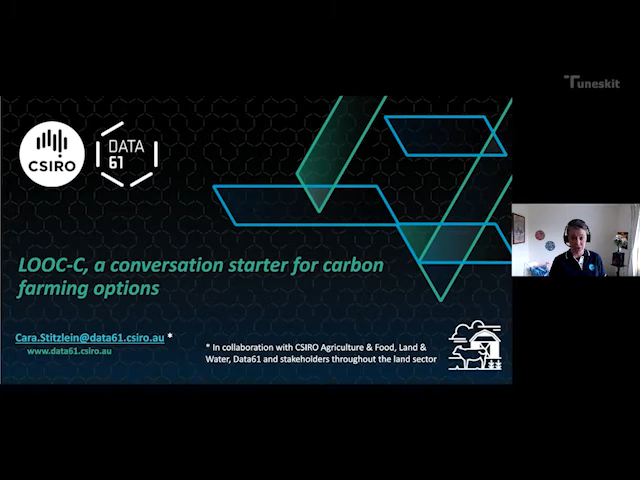 Tuneskit
CSIRO
DATA
61
LOOC-C, a conversation starter for carbon
farming options
Cara.Stitzlein@data61.csiro.au *
www.data61.csiro.au
* In collaboration with CSIRO Agriculture & Food, Land &
Water, Data61 and stakeholders throughout the land sector